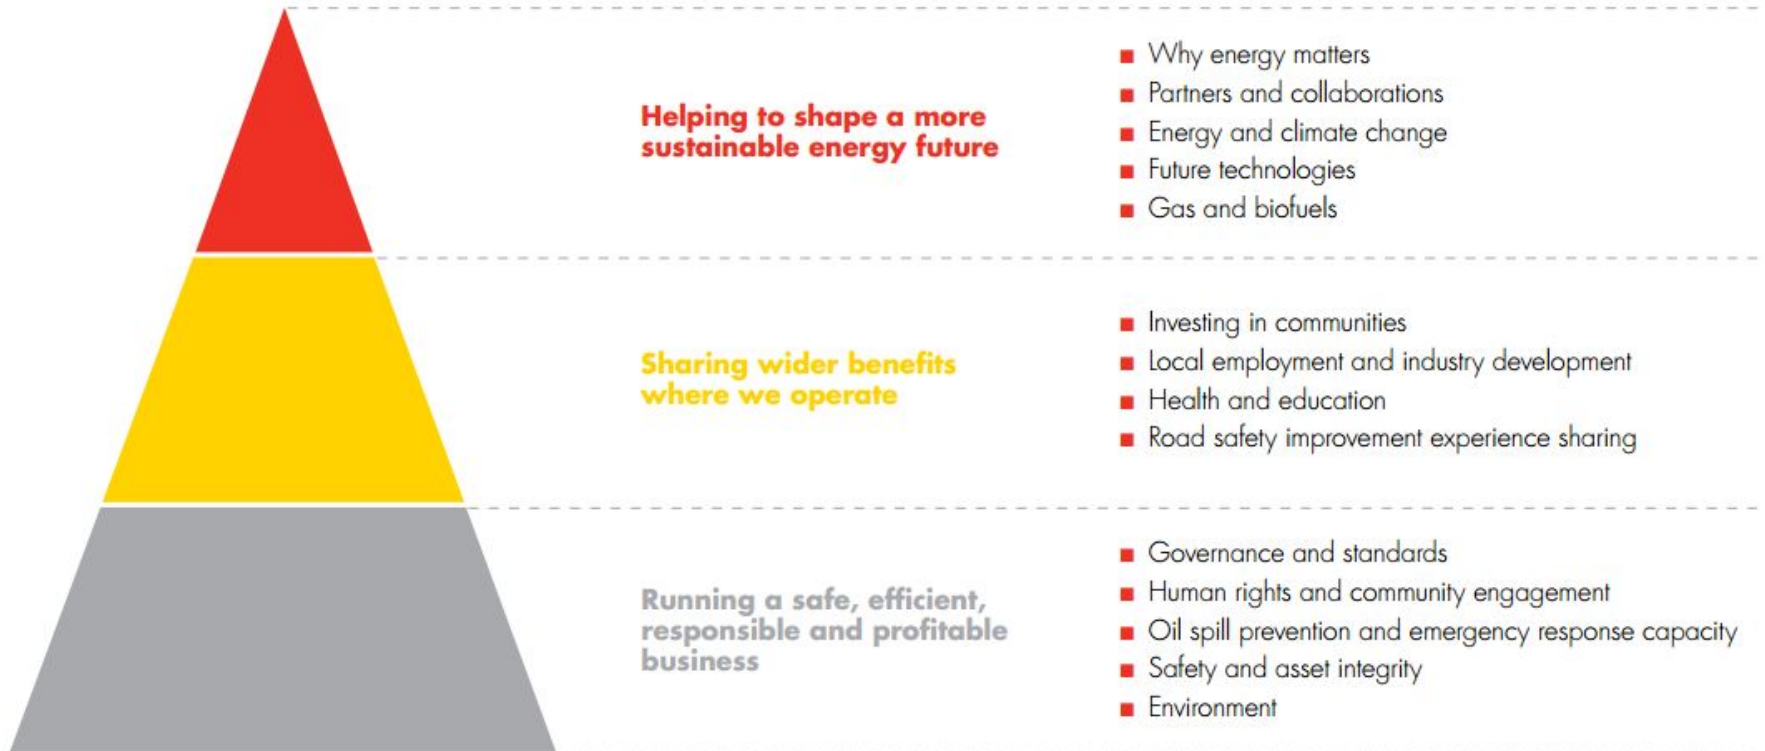 Helping to shape a more
sustainable energy future
Why energy matters
Partners and collaborations
Energy and climate change
Future technologies
Gas and biofuels
Sharing wider benefits
where we operate
Investing in communities
Local employment and industry development
Health and education
Road safety improvement experience sharing
Running a safe, efficient,
responsible and profitable
business
Governance and standards
Human rights and community engagement
Oil spill prevention and emergency response capacity
Safety and asset integrity
Environment